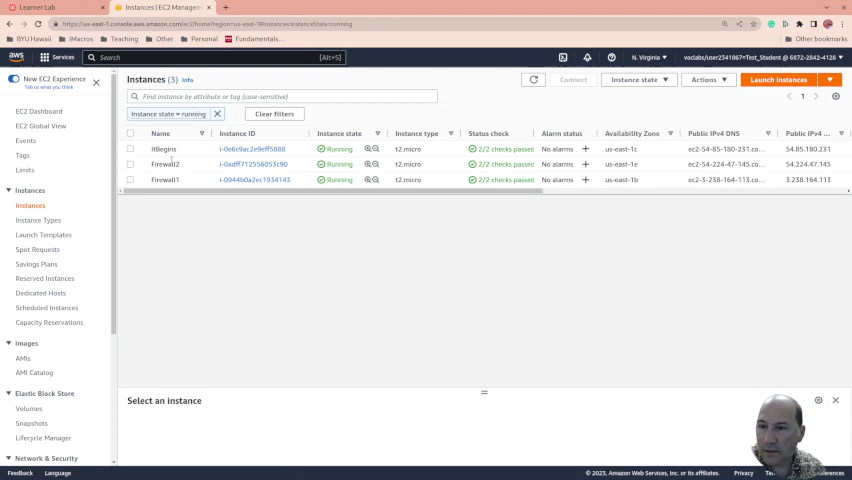 Learner Lab
Instances | EC2 Managem
https://us-east-1.console.aws.amazon.com/ec2/home?region=us-east-1#Instances:instanceState=running
BYU Hawaii
iMacros
Teaching
Other
Personal
Fundamentals...
Other bookmarks
aws
Services
Search
[Alt+S]
N. Virginia
voclabs/user2341867=Test_Student @ 6872-2842-4128
New EC2 Experience
Tell us what you think
EC2 Dashboard
EC2 Global View
Events
Tags
Limits
Instances
Instances
Instance Types
Launch Templates
Spot Requests
Savings Plans
Reserved Instances
Dedicated Hosts
Scheduled Instances
Capacity Reservations
Images
AMIs
AMI Catalog
Elastic Block Store
Volumes
Snapshots
Lifecycle Manager
Network & Security
Instances (3) Info
Connect
Instance state
Actions
Launch Instances
Find instance by attribute or tag (case-sensitive)
1
Instance state = running
Clear filters
Name Instance ID Instance state Instance type Status check Alarm status Availability Zone Public IPv4 DNS Public IPv4 ...
ItBegins i-0e6c9ac2e9eff5888 Running t2.micro 2/2 checks passed No alarms us-east-1c ec2-54-85-180-231.co... 54.85.180.231
Firewall2 i-0adff712556053c90 Running t2.micro 2/2 checks passed No alarms us-east-1e ec2-54-224-47-145.co... 54.224.47.145
Firewall1 i-0944b0a2ec1934143 Running t2.micro 2/2 checks passed No alarms us-east-1b ec2-3-238-164-113.co... 3.238.164.113
Select an instance
Feedback
Language
© 2023, Amazon Web Services, Inc. or its affiliates.
Privacy